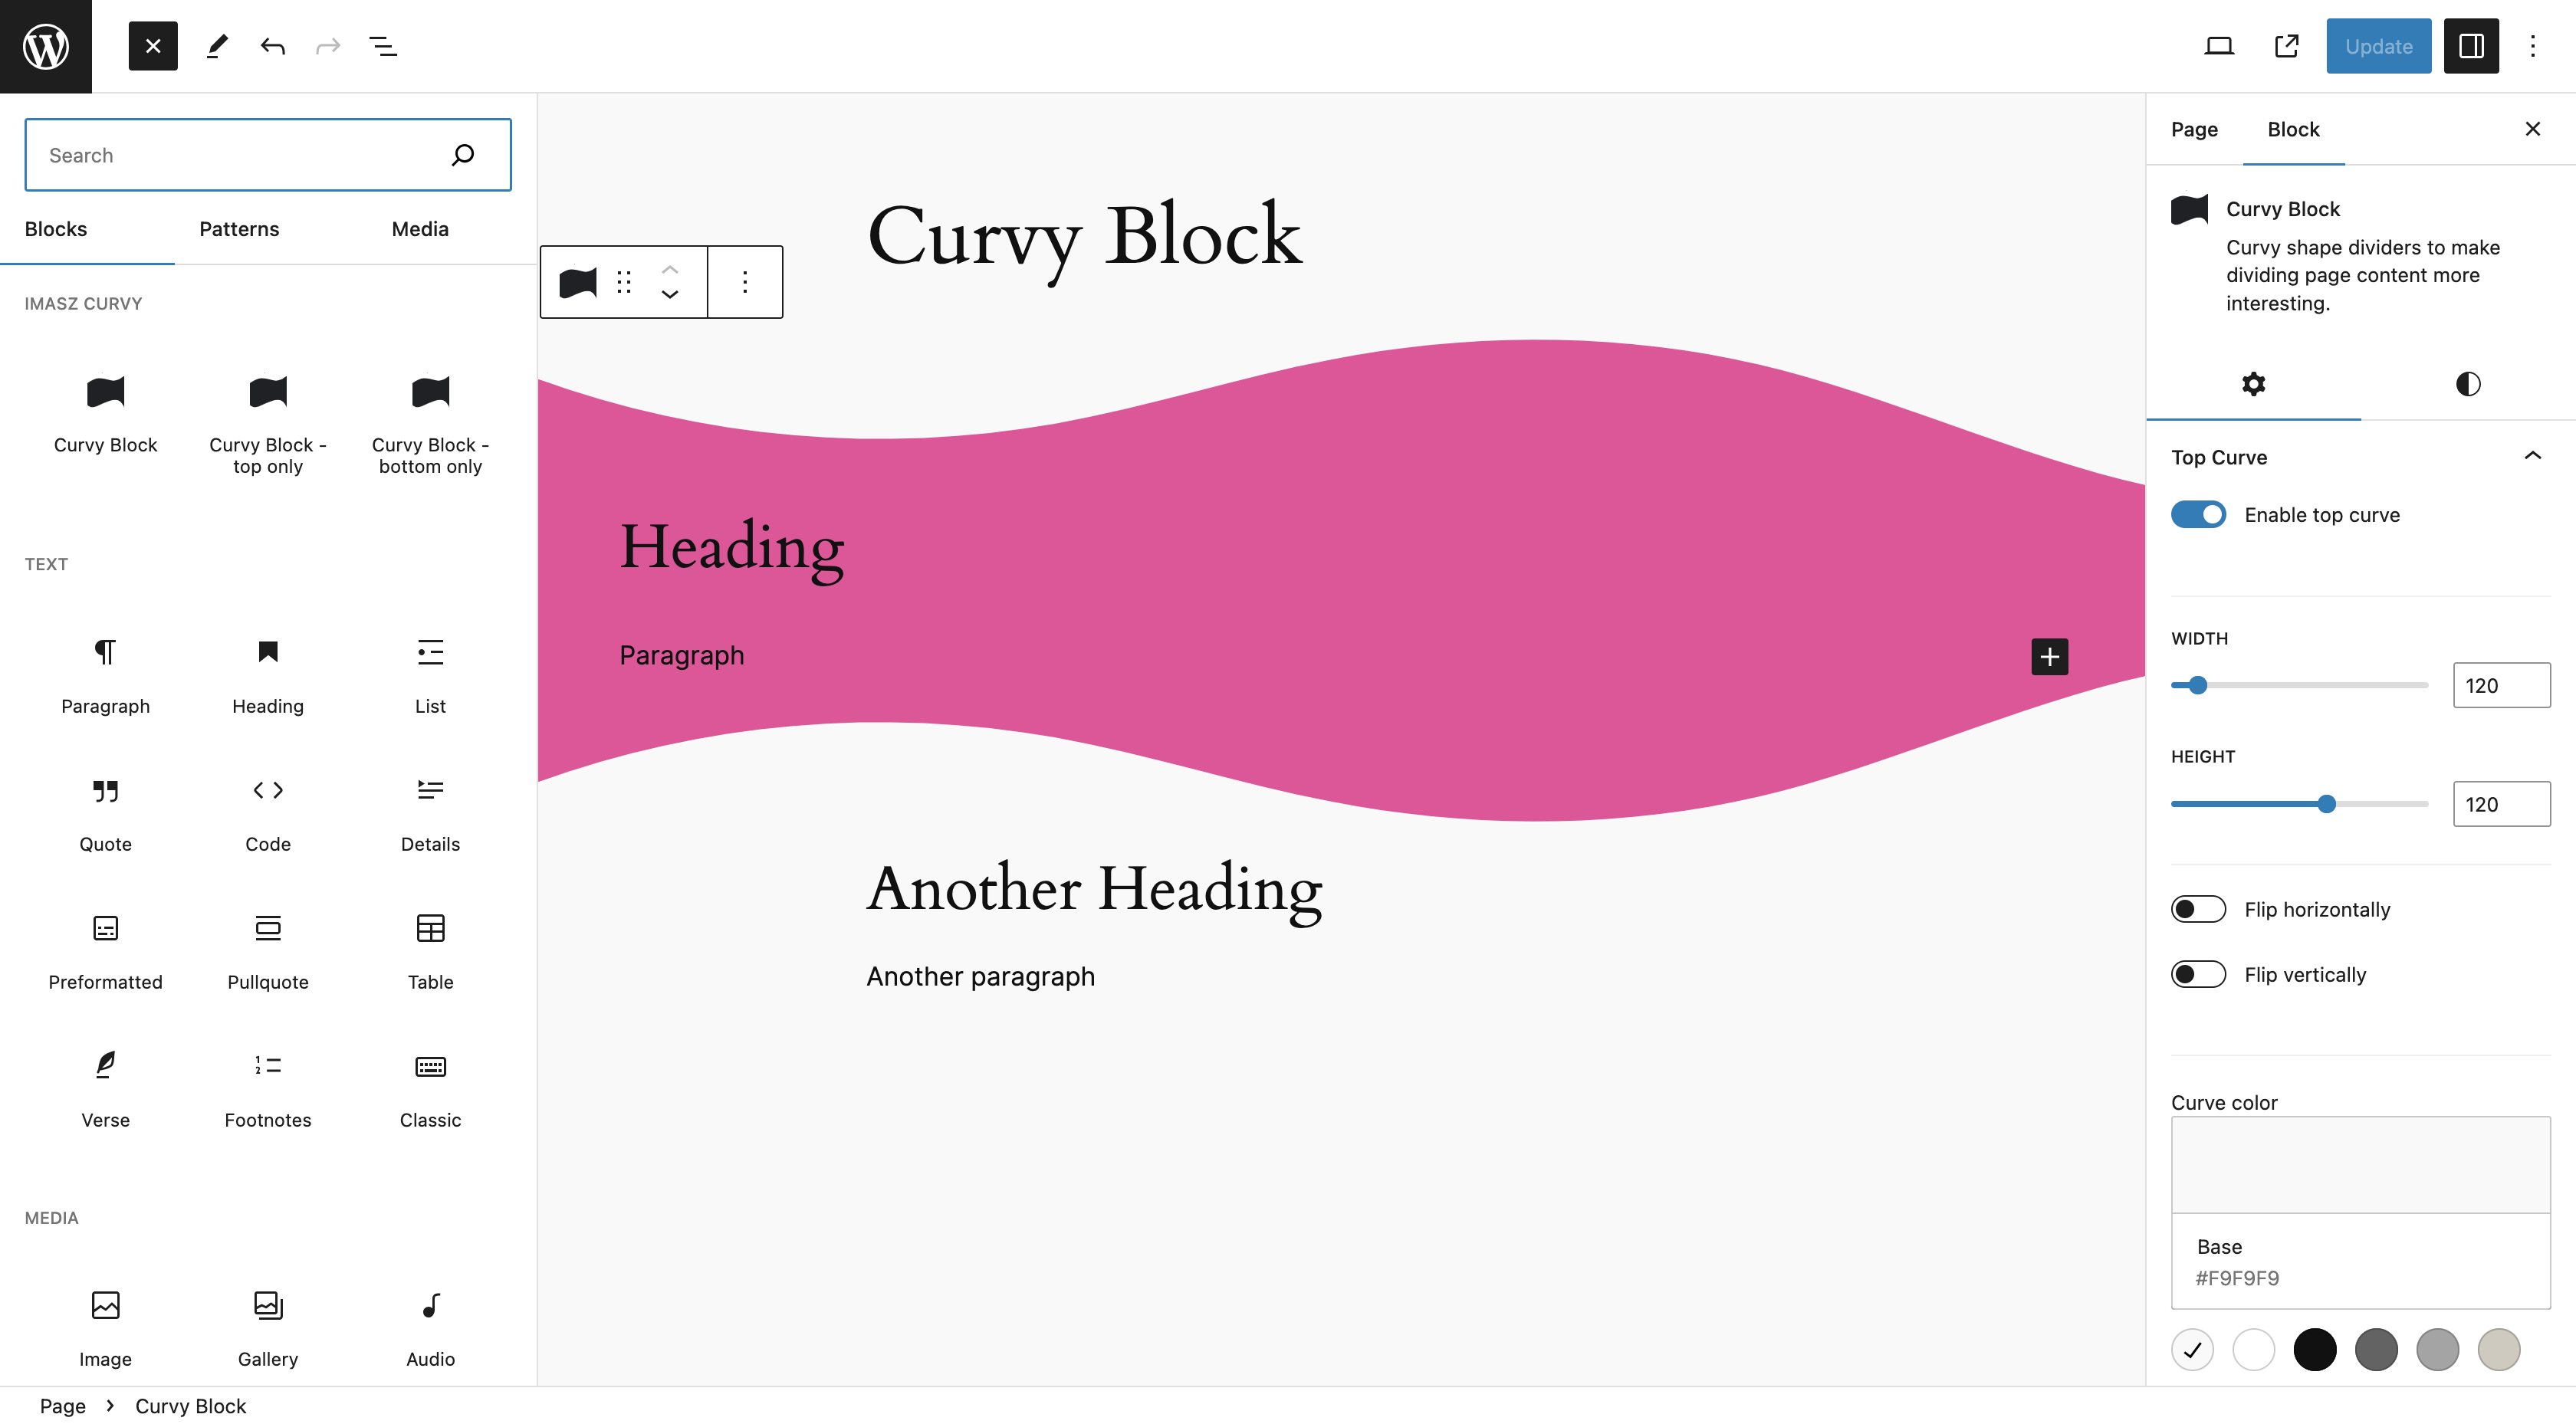 Update
Search
Blocks
Patterns
Media
IMASZ CURVY
Curvy Block
Curvy Block -
top only
Curvy Block -
bottom only
TEXT
Paragraph
Heading
List
Quote
Code
Details
Preformatted
Pullquote
Table
Verse
Footnotes
Classic
MEDIA
Image
Gallery
Audio
Curvy Block
Heading
Paragraph
Another Heading
Another paragraph
Page
Block
Curvy Block
Curvy shape dividers to make
dividing page content more
interesting.
Top Curve
Enable top curve
WIDTH
120
HEIGHT
120
Flip horizontally
Flip vertically
Curve color
Base
#F9F9F9
Page
Curvy Block